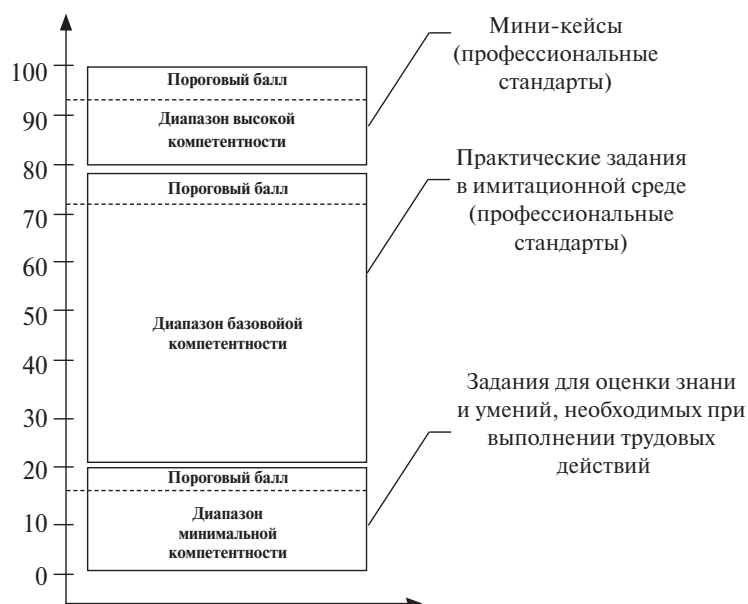 Мини-кейсы
(профессиональные
стандарты)
100
Пороговый балл
90
Диапазон высокой
компетентности
80
Практические задания
в имитационной среде
(профессиональные
стандарты)
Пороговый балл
70
60
50
Диапазон базовойой
компетентности
40
30
Задания для оценки знани
и умений, необходимых при
выполнении трудовых
действий
20
Пороговый балл
10
Диапазон
минимальной
компетентности
0